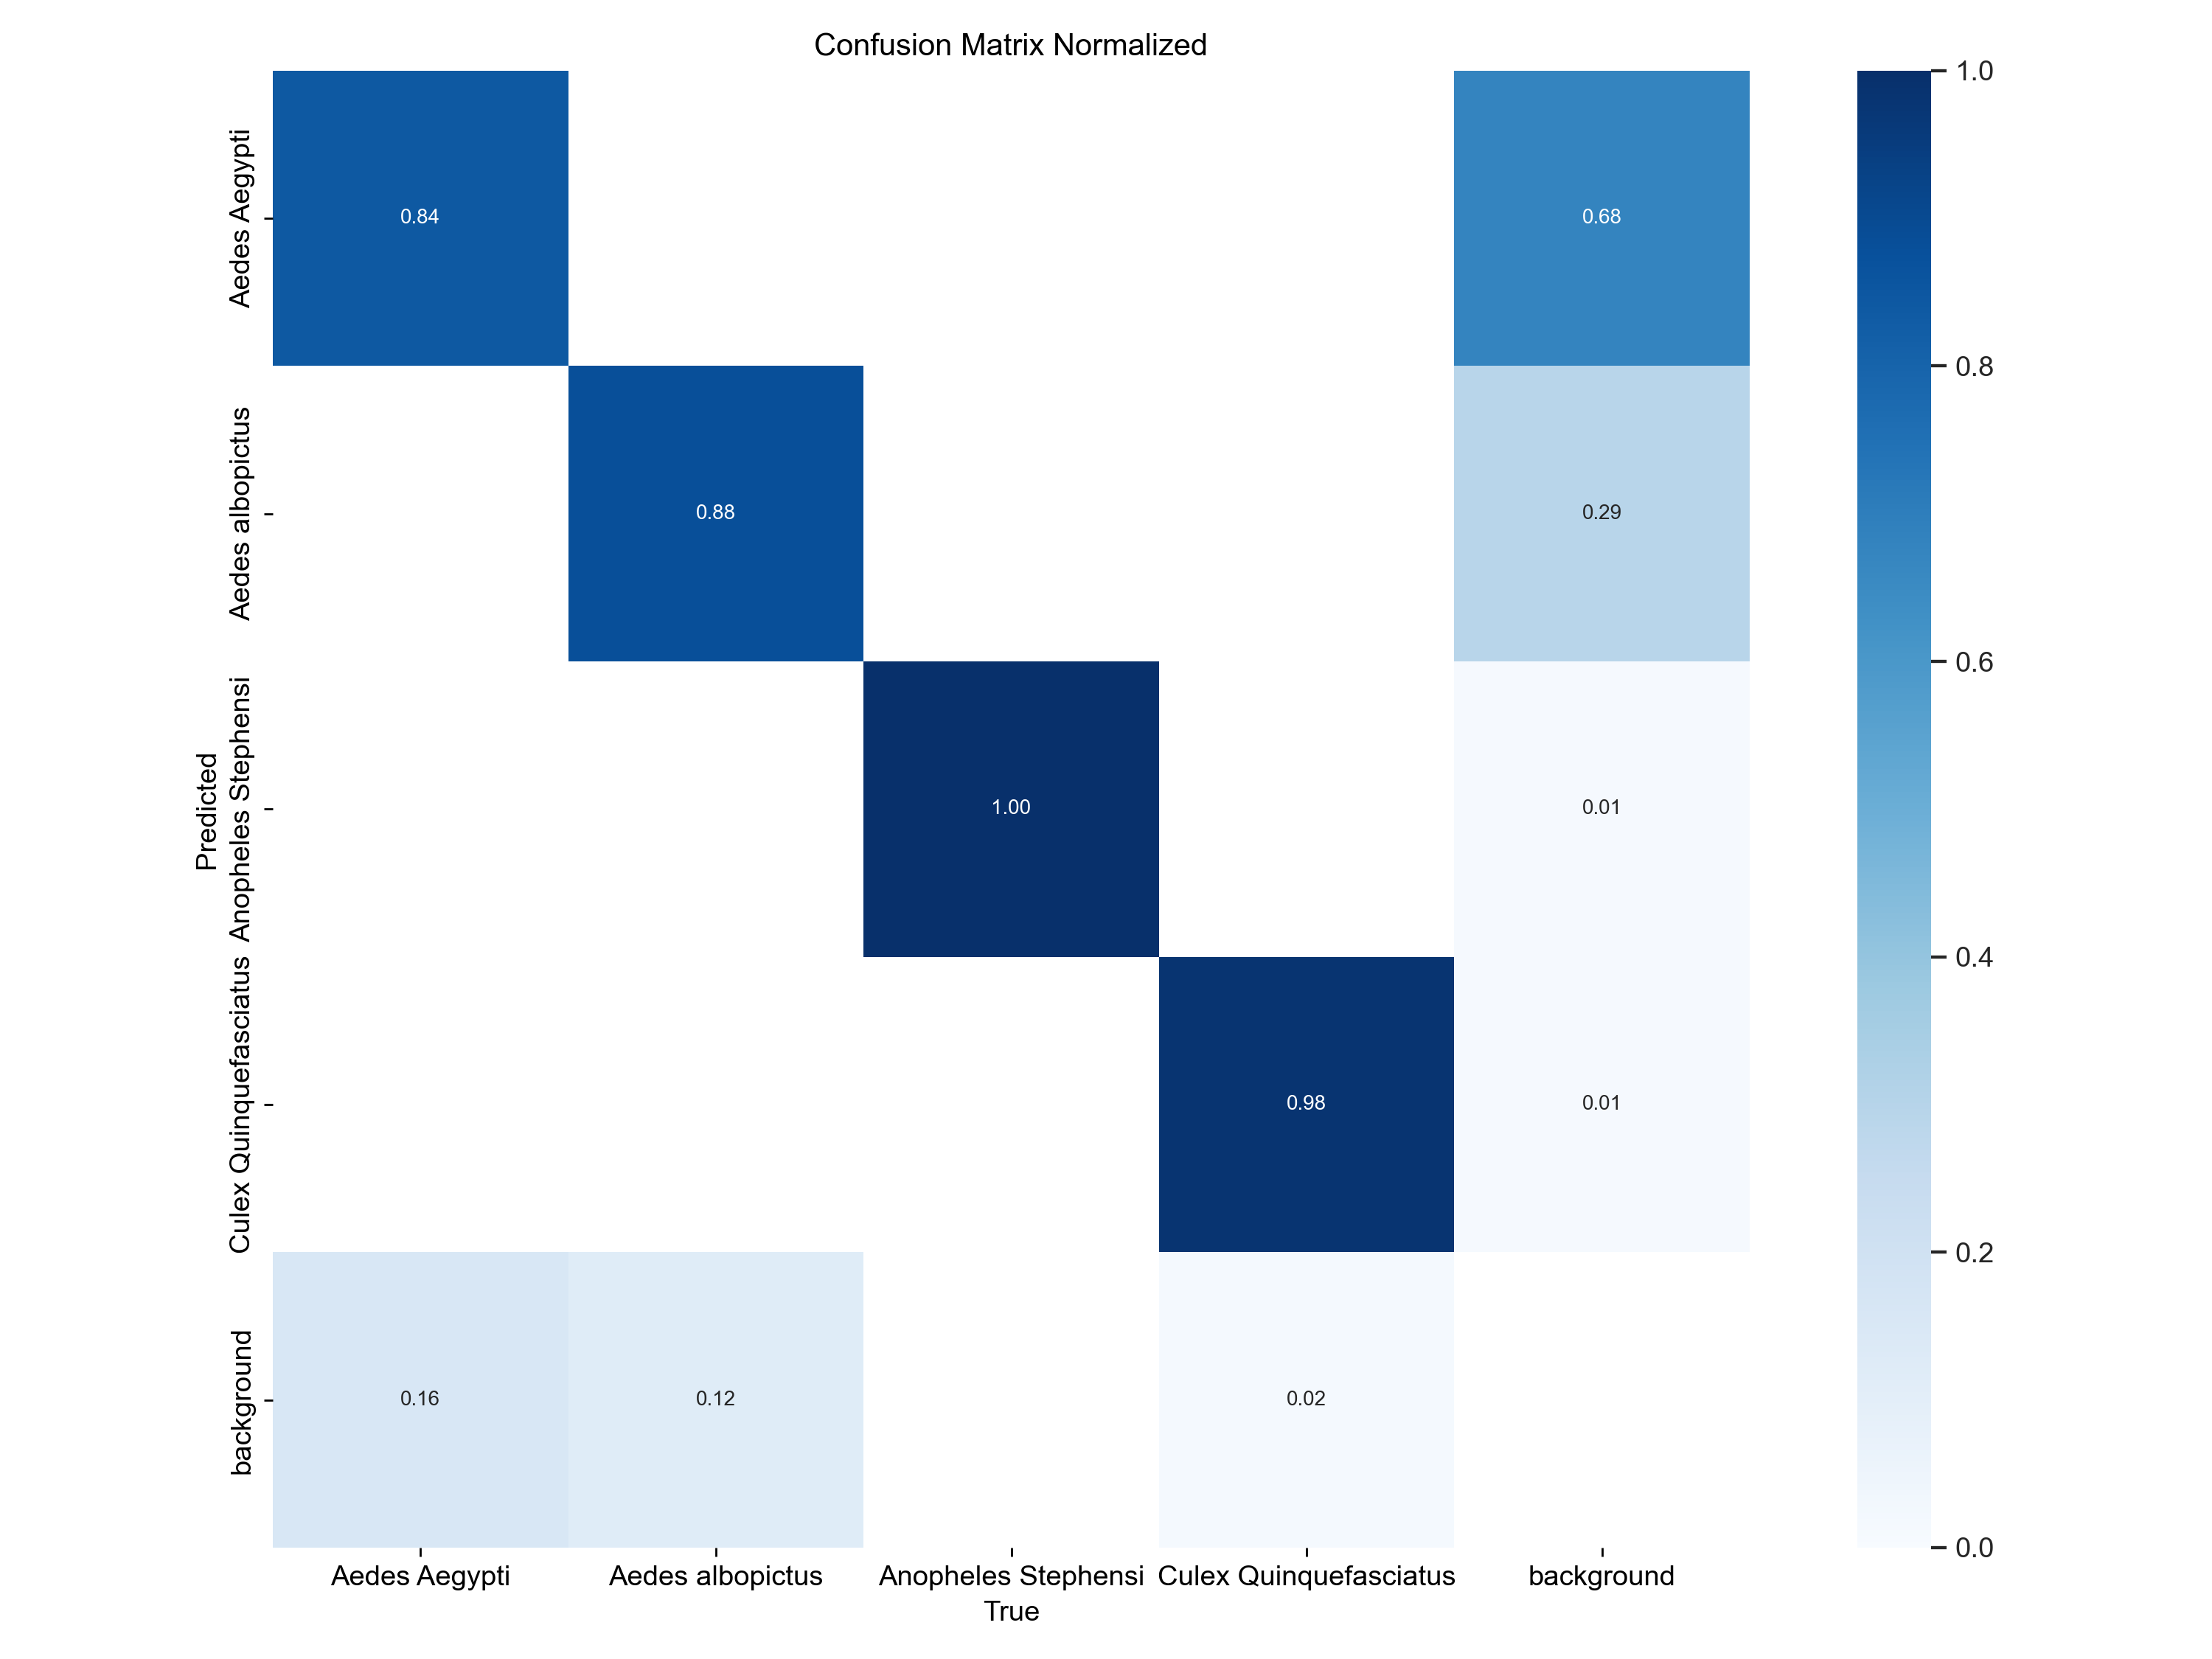 Confusion Matrix Normalized
1.0
Aedes Aegypti
0.84
0.68
0.8
Aedes albopictus
0.88
0.29
0.6
Predicted
Anopheles Stephensi
1.00
0.01
0.4
Culex Quinquefasciatus
0.98
0.01
0.2
background
0.16
0.12
0.02
0.0
Aedes Aegypti
Aedes albopictus
Anopheles Stephensi
Culex Quinquefasciatus
background
True